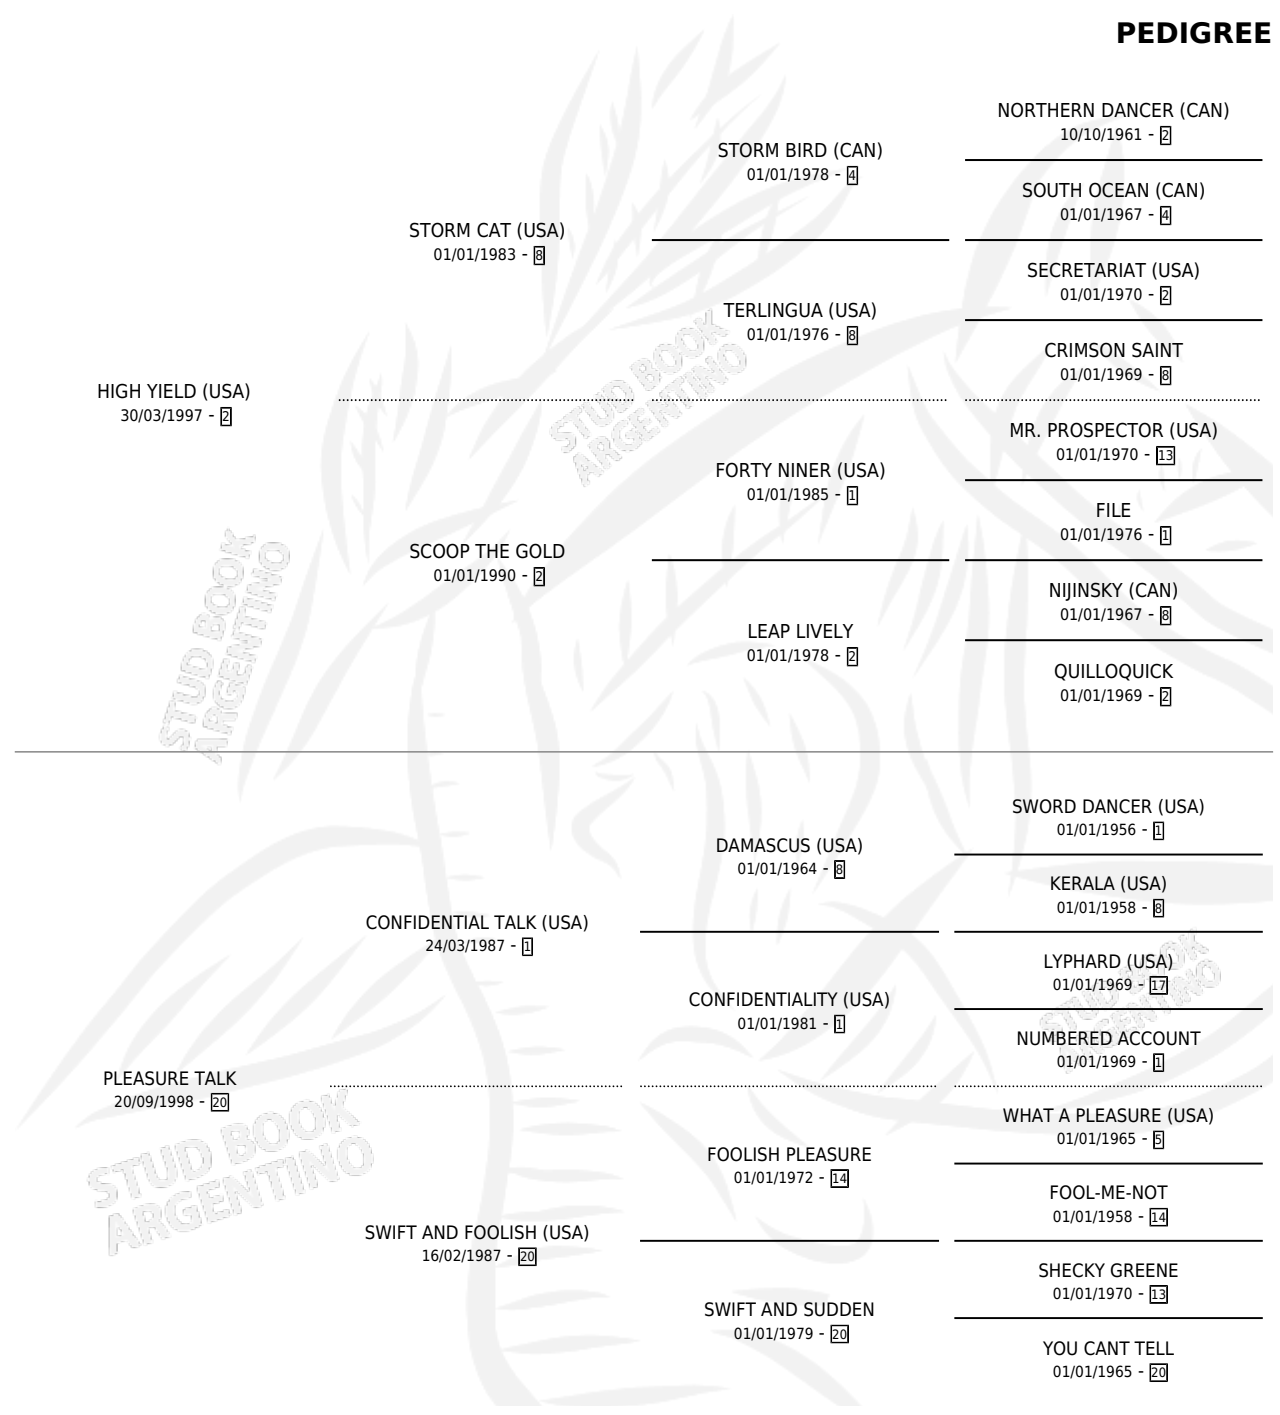 PEDIGREE
NORTHERN DANCER (CAN)
10/10/1961 - 2
STORM BIRD (CAN)
01/01/1978 - 4
SOUTH OCEAN (CAN)
01/01/1967 - 4
STORM CAT (USA)
01/01/1983 - 8
SECRETARIAT (USA)
01/01/1970 - 2
TERLINGUA (USA)
01/01/1976 - 8
CRIMSON SAINT
01/01/1969 - 8
HIGH YIELD (USA)
30/03/1997 - 2
MR. PROSPECTOR (USA)
01/01/1970 - 13
FORTY NINER (USA)
01/01/1985 - 1
FILE
01/01/1976 - 1
SCOOP THE GOLD
01/01/1990 - 2
NIJINSKY (CAN)
01/01/1967 - 8
LEAP LIVELY
01/01/1978 - 2
QUILLOQUICK
01/01/1969 - 2
STUD BOOK
ARGENTINO
STUD BOOK
ARGENTINO
SWORD DANCER (USA)
01/01/1956 - 1
DAMASCUS (USA)
01/01/1964 - 8
KERALA (USA)
01/01/1958 - 8
CONFIDENTIAL TALK (USA)
24/03/1987 - 1
LYPHARD (USA)
01/01/1969 - 17
CONFIDENTIALITY (USA)
01/01/1981 - 1
NUMBERED ACCOUNT
01/01/1969 - 1
PLEASURE TALK
20/09/1998 - 20
WHAT A PLEASURE (USA)
01/01/1965 - 5
FOOLISH PLEASURE
01/01/1972 - 14
FOOL-ME-NOT
01/01/1958 - 14
SWIFT AND FOOLISH (USA)
16/02/1987 - 20
SHECKY GREENE
01/01/1970 - 13
SWIFT AND SUDDEN
01/01/1979 - 20
YOU CANT TELL
01/01/1965 - 20
STUD BOOK
ARGENTINO
STUD BOOK
ARGENTINO